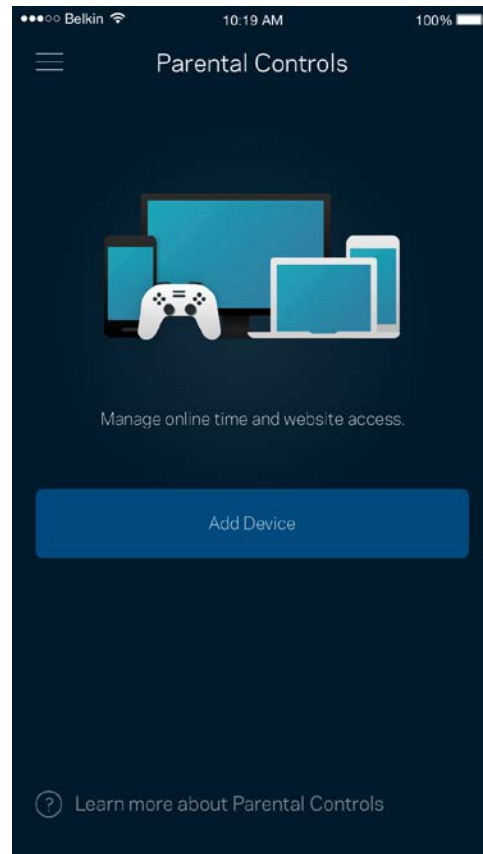 Belkin 10:19 AM 100%
Parental Controls
Manage online time and website access.
Add Device
? Learn more about Parental Controls